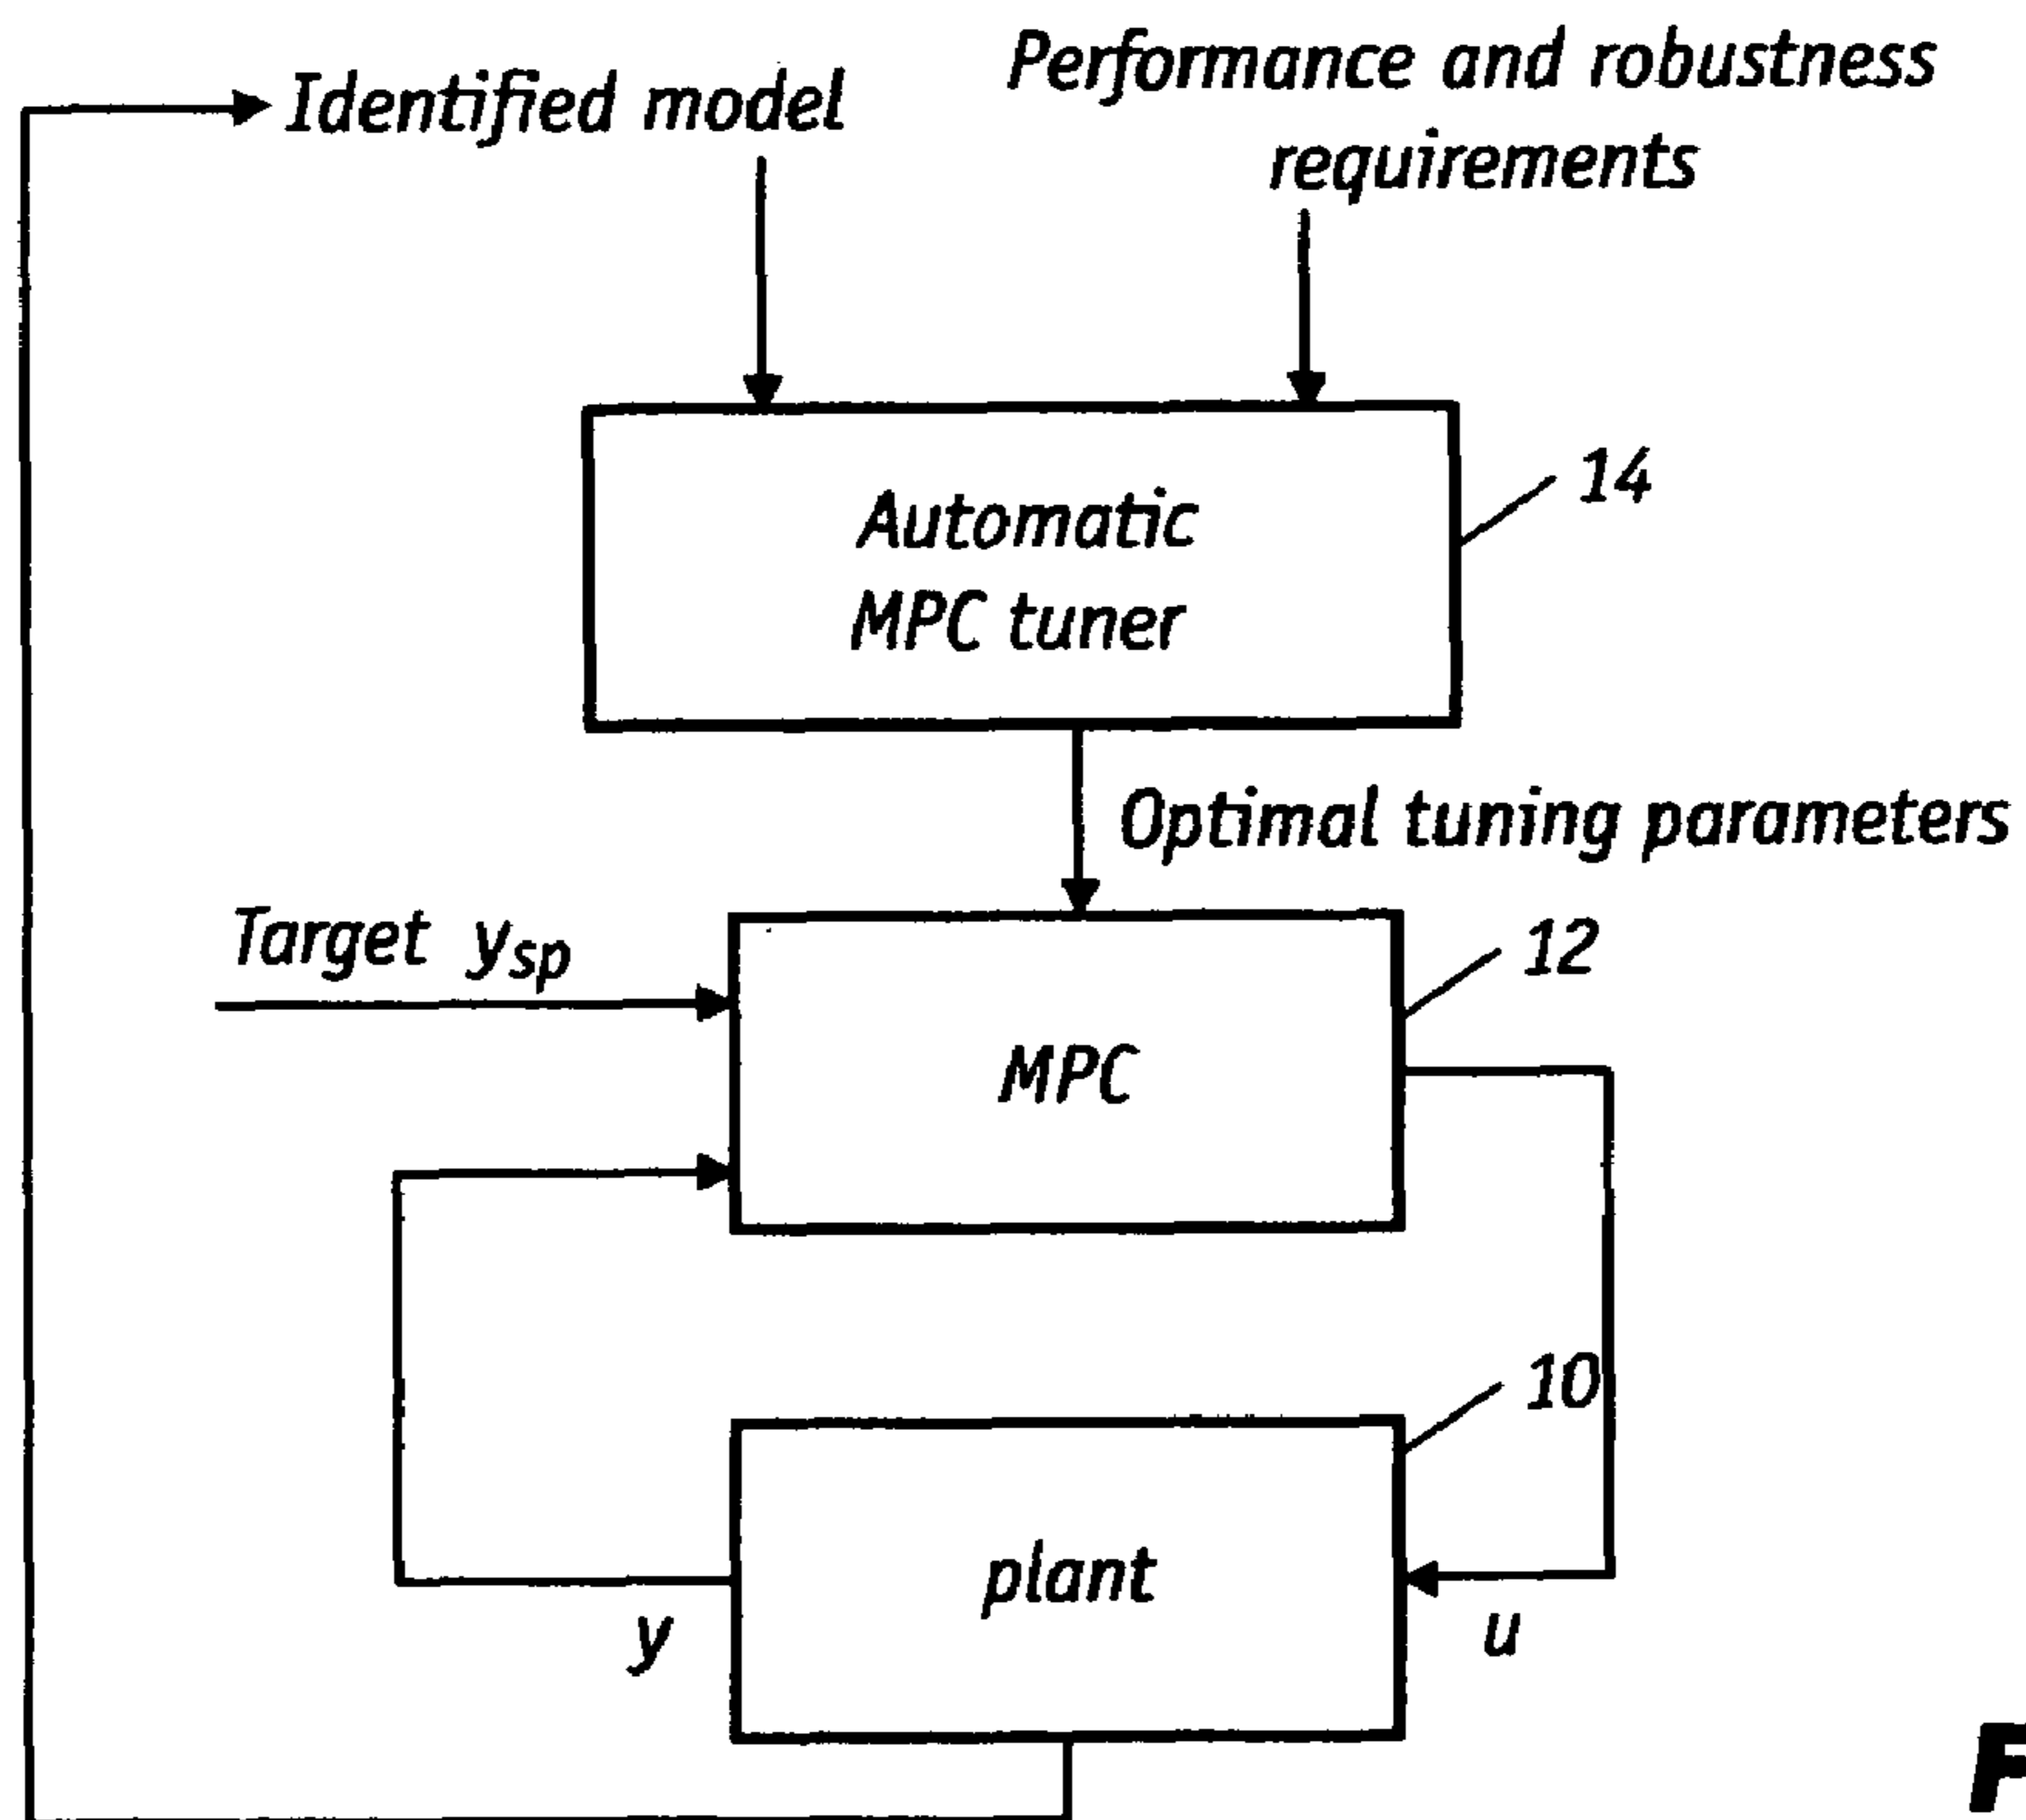 Identified model
Performance and robustness
requirements
14
Automatic
MPC tuner
Optimal tuning parameters
Target ysp
12
MPC
10
plant
y
u
F